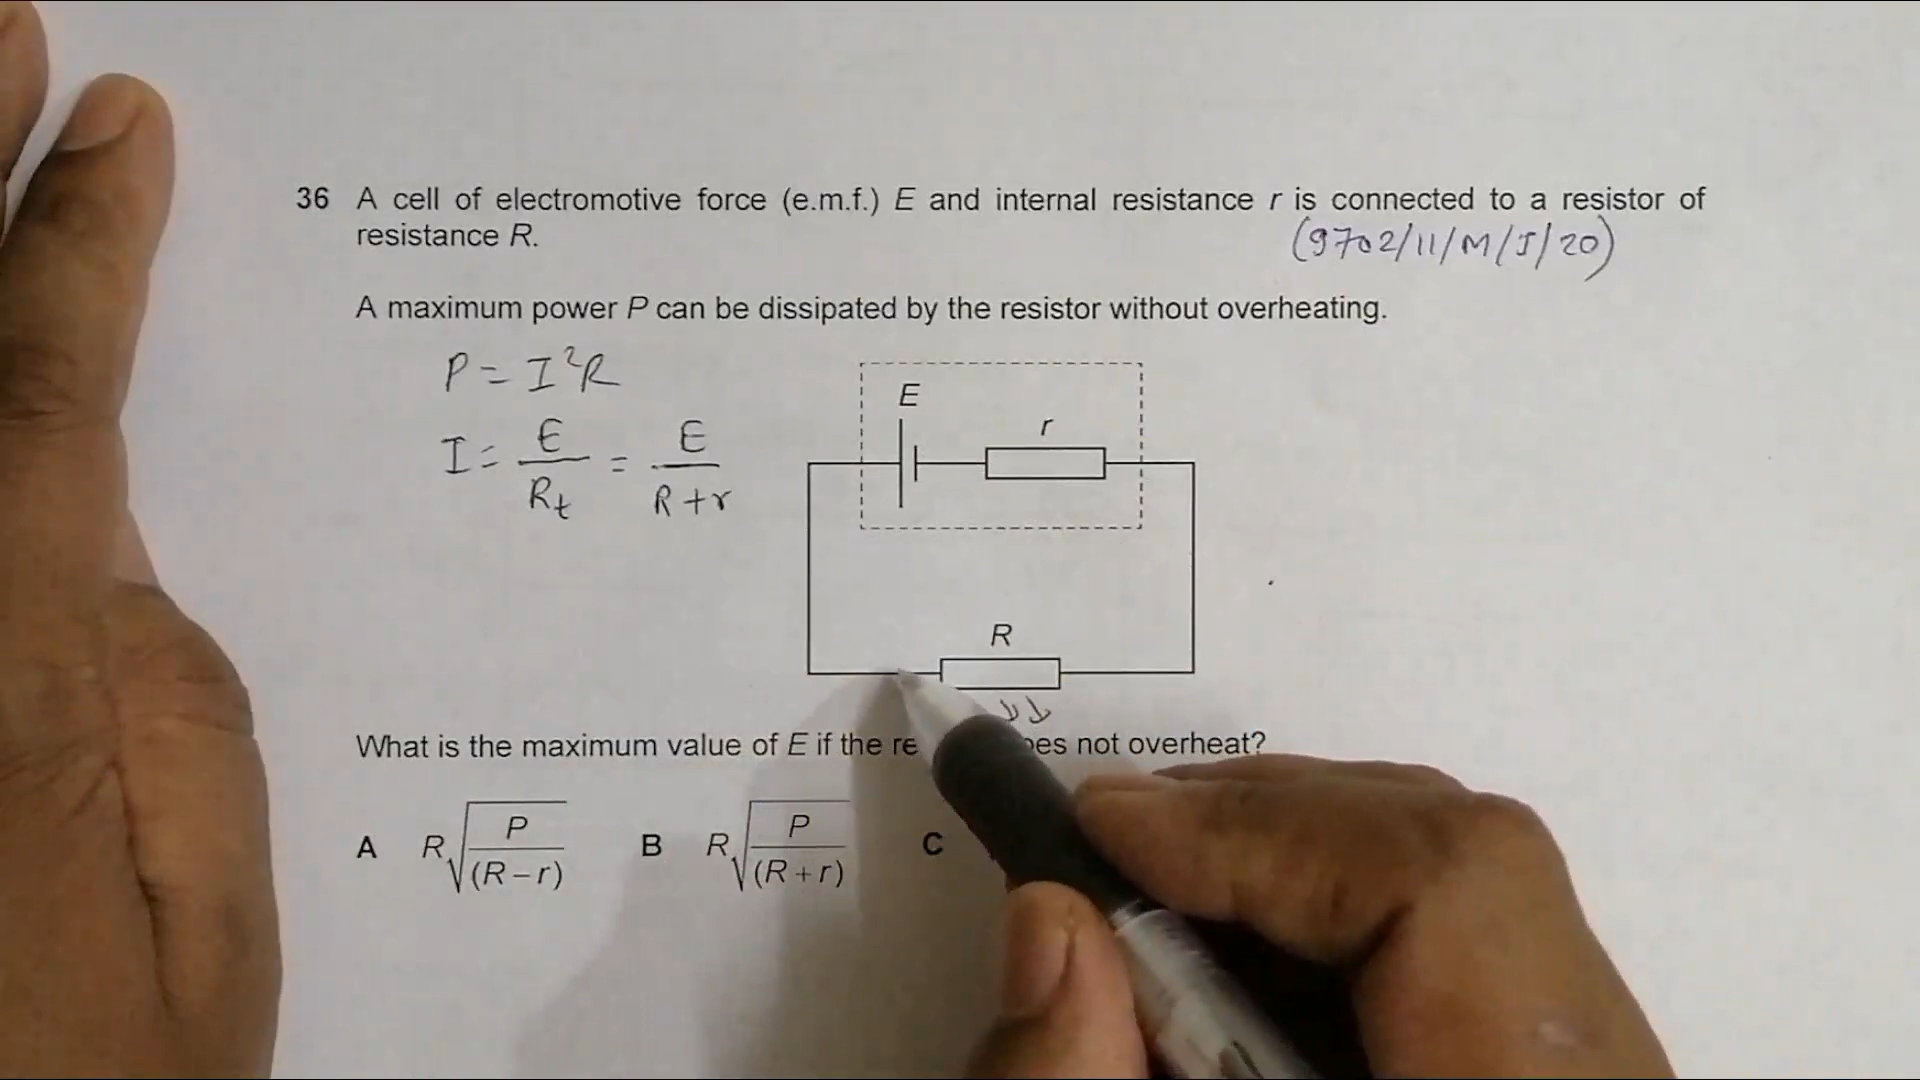 36 A cell of electromotive force (e.m.f.) E and internal resistance r is connected to a resistor of
resistance R.
(9702/11/M/J/20)
A maximum power P can be dissipated by the resistor without overheating.
P = I²R
I = E/Rt = E/R+r
E
r
R
What is the maximum value of E if the re es not overheat?
A R√P/(R – r)
B R√P/(R + r)
C